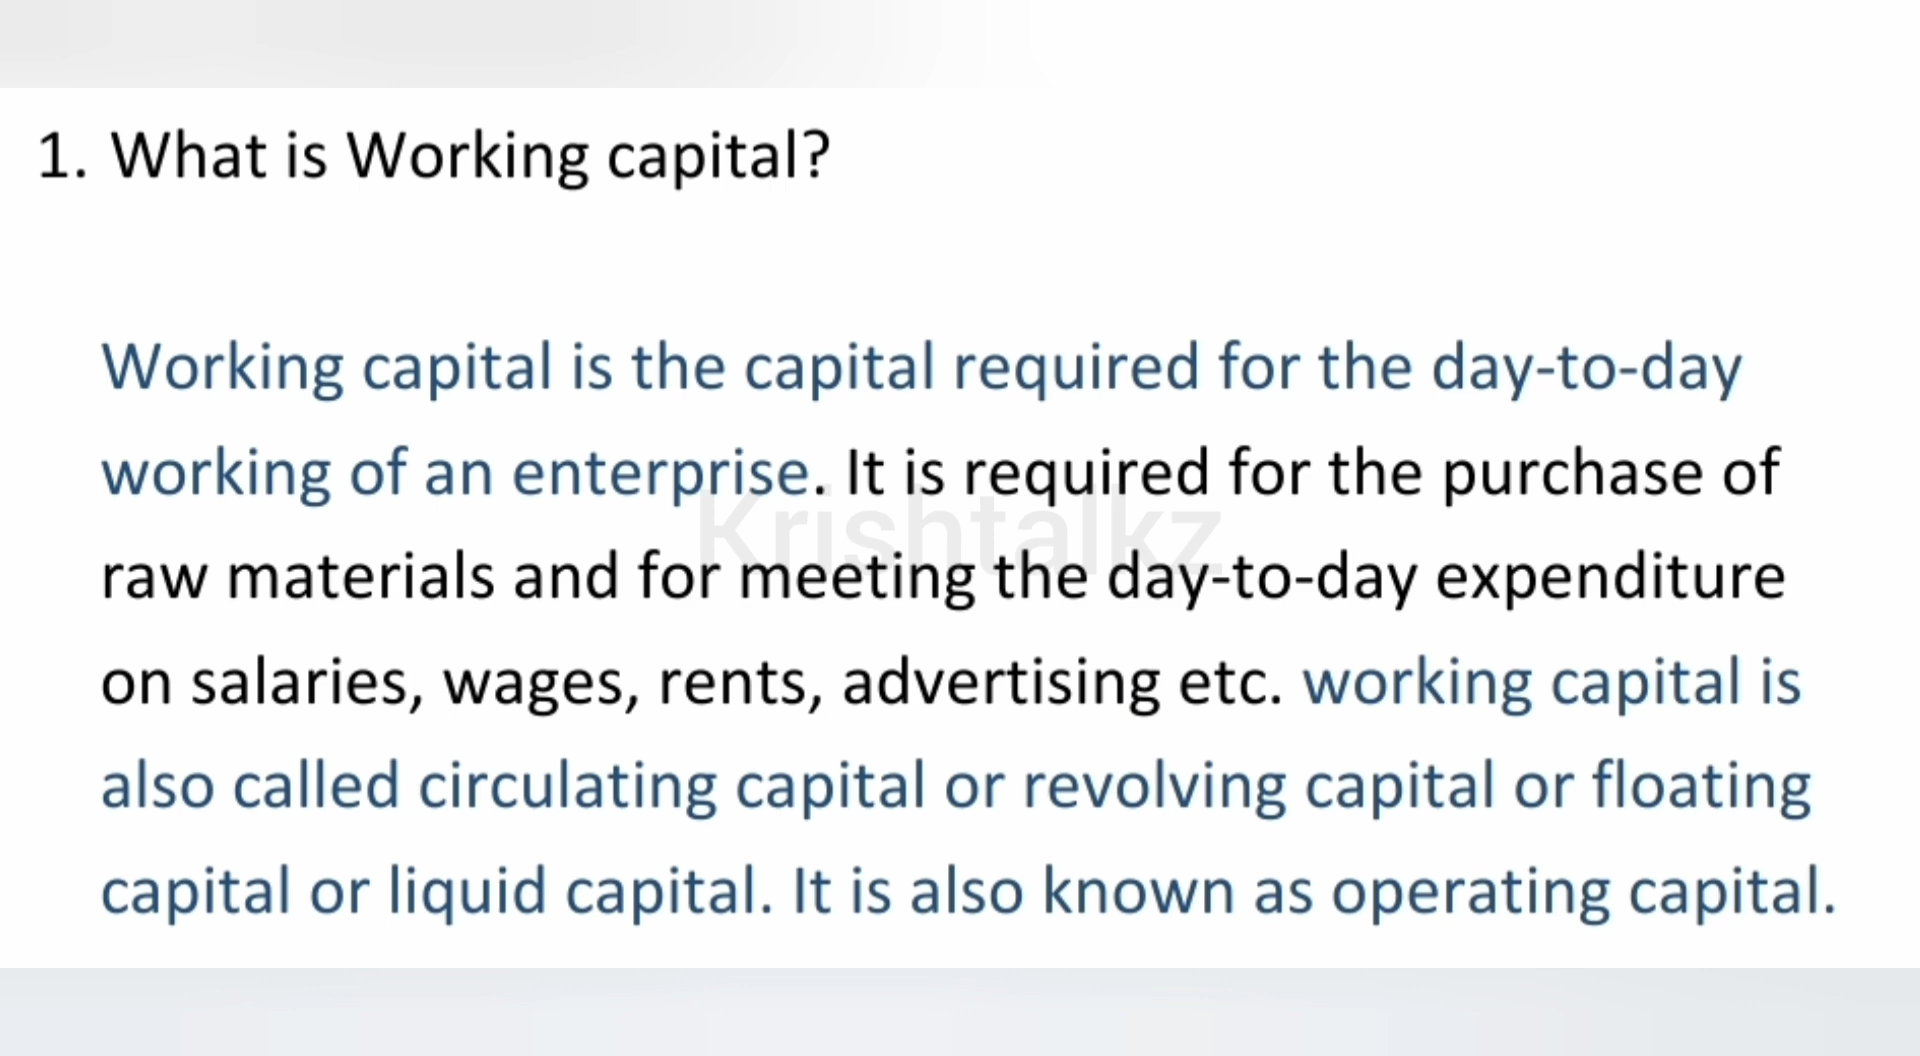 1. What is Working capital?
Working capital is the capital required for the day-to-day
working of an enterprise. It is required for the purchase of
Krishtalkz
raw materials and for meeting the day-to-day expenditure
on salaries, wages, rents, advertising etc. working capital is
also called circulating capital or revolving capital or floating
capital or liquid capital. It is also known as operating capital.